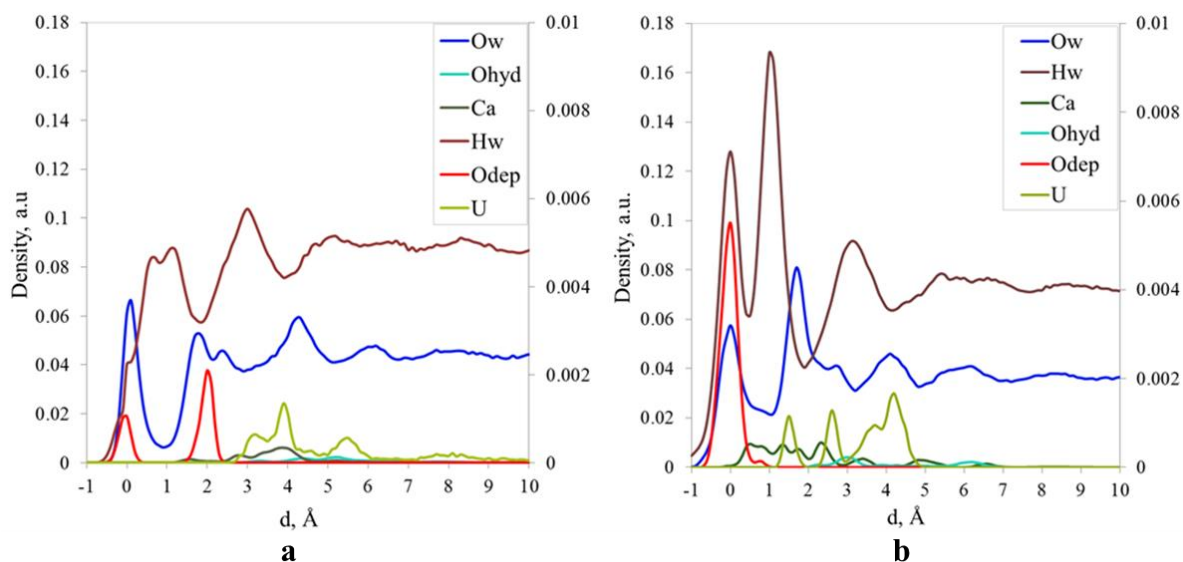 0.18
0.16
0.14
0.12
0.1
0.08
0.06
0.04
0.02
0
Density, a.u
0.01
0.008
0.006
0.004
0.002
0
Ow
Ohyd
Ca
Hw
Odep
U
-1 0 1 2 3 4 5 6 7 8 9 10
d, Å
a
0.18
0.16
0.14
0.12
0.1
0.08
0.06
0.04
0.02
0
Density, a.u.
0.01
0.008
0.006
0.004
0.002
0
Ow
Hw
Ca
Ohyd
Odep
U
-1 0 1 2 3 4 5 6 7 8 9 10
d, Å
b